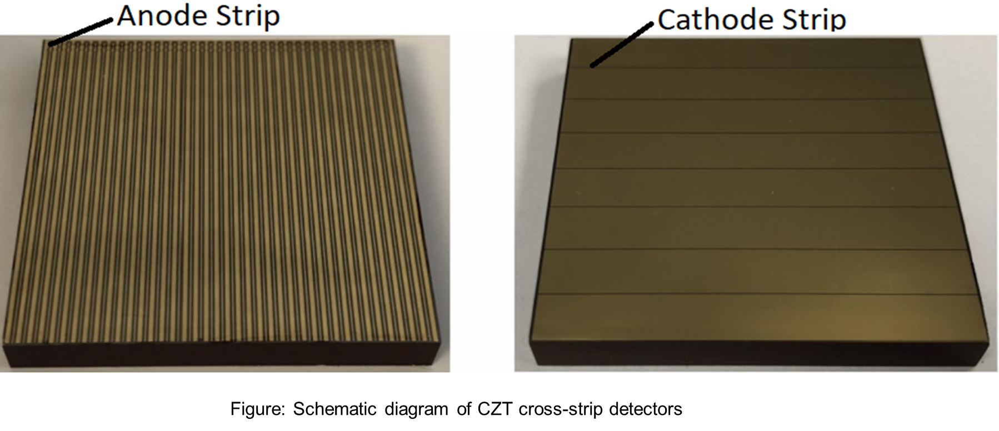 Anode Strip
Cathode Strip
Figure: Schematic diagram of CZT cross-strip detectors